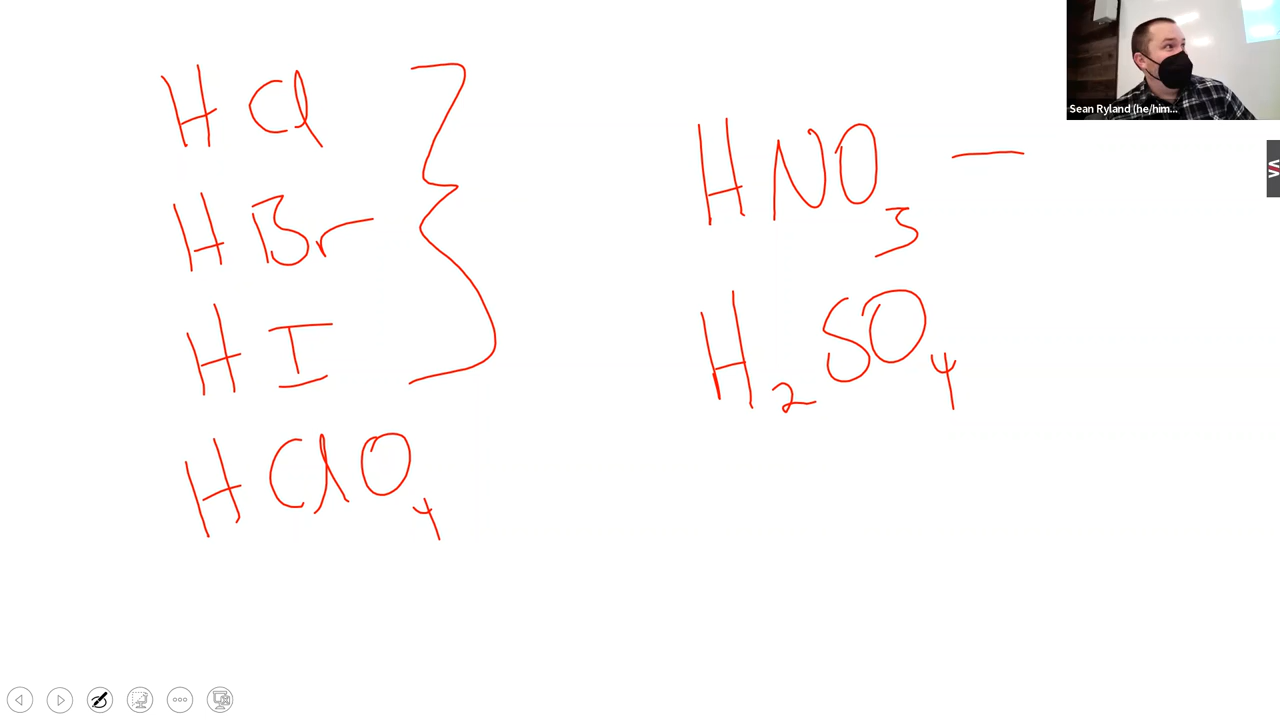 HCl
HBr
HI
HClO4
HNO3 —
H2SO4
Sean Ryland (he/him...